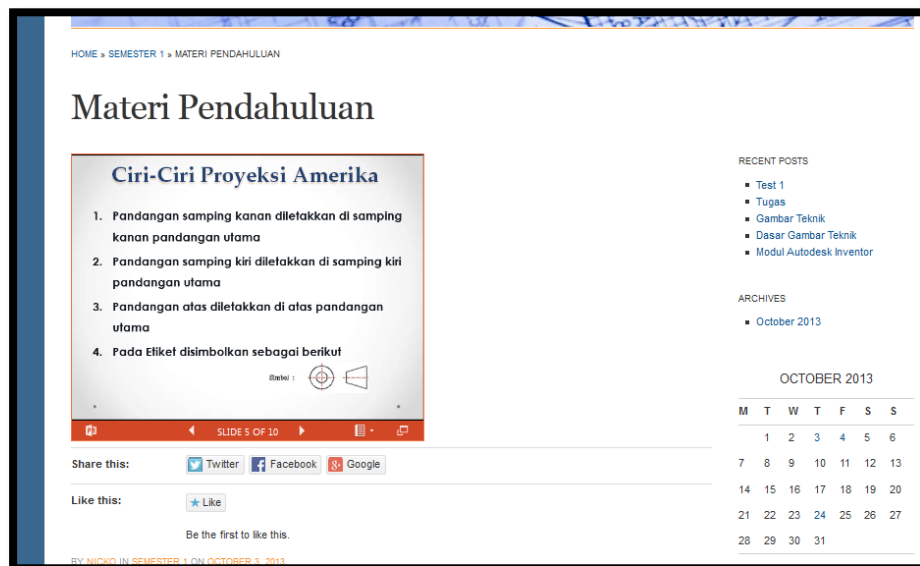 HOME » SEMESTER 1 » MATERI PENDAHULUAN
Materi Pendahuluan
Ciri-Ciri Proyeksi Amerika
1. Pandangan samping kanan diletakkan di samping
kanan pandangan utama
2. Pandangan samping kiri diletakkan di samping kiri
pandangan utama
3. Pandangan atas diletakkan di atas pandangan
utama
4. Pada Etiket disimbolkan sebagai berikut
Simbol :
SLIDE 5 OF 10
Share this:
Twitter
Facebook
Google
Like this:
Like
Be the first to like this.
BY NICKO IN SEMESTER 1 ON OCTOBER 3, 2013
RECENT POSTS
Test 1
Tugas
Gambar Teknik
Dasar Gambar Teknik
Modul Autodesk Inventor
ARCHIVES
October 2013
OCTOBER 2013
M T W T F S S
1 2 3 4 5 6
7 8 9 10 11 12 13
14 15 16 17 18 19 20
21 22 23 24 25 26 27
28 29 30 31